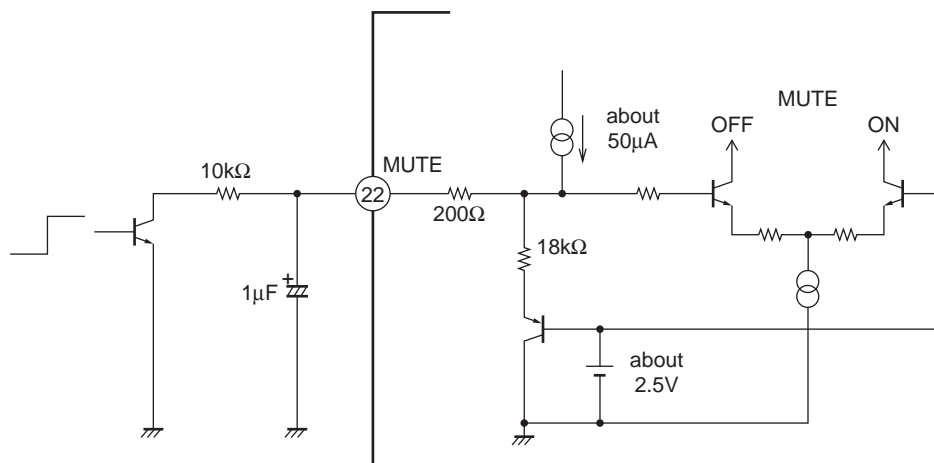 about
50μA
MUTE
OFF
ON
10kΩ
MUTE
22
200Ω
18kΩ
+
1μF
about
2.5V